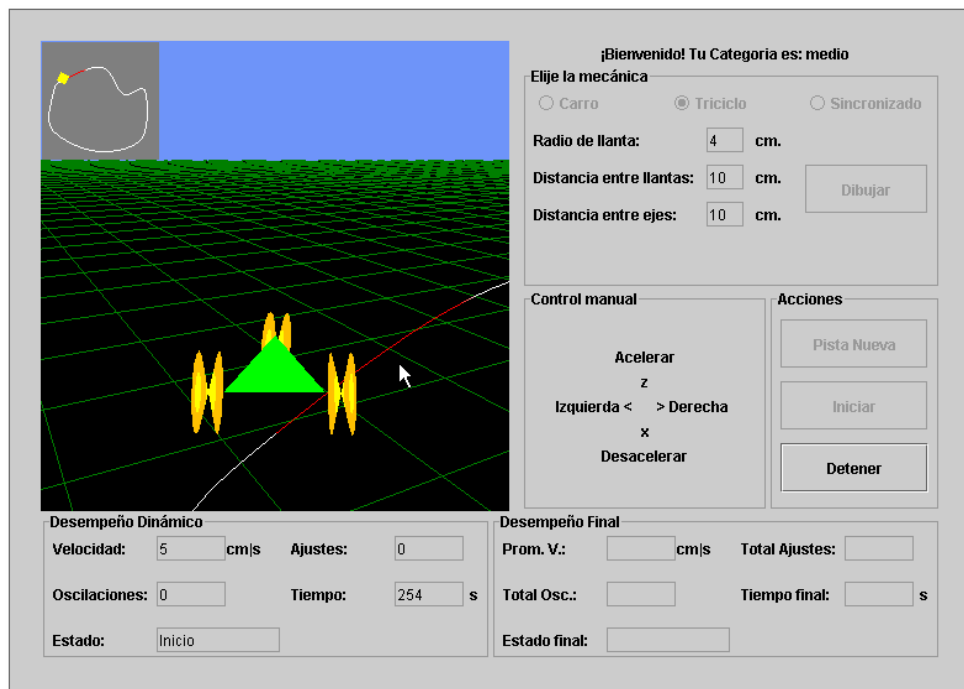 ¡Bienvenido! Tu Categoria es: medio
Elije la mecánica
Carro Triciclo Sincronizado
Radio de llanta: 4 cm.
Distancia entre llantas: 10 cm.
Distancia entre ejes: 10 cm.
Dibujar
Control manual
Acelerar
z
Izquierda < > Derecha
x
Desacelerar
Acciones
Pista Nueva
Iniciar
Detener
Desempeño Dinámico
Velocidad: 5 cm|s Ajustes: 0
Oscilaciones: 0 Tiempo: 254 s
Estado: Inicio
Desempeño Final
Prom. V.: cm|s Total Ajustes:
Total Osc.: Tiempo final: s
Estado final: